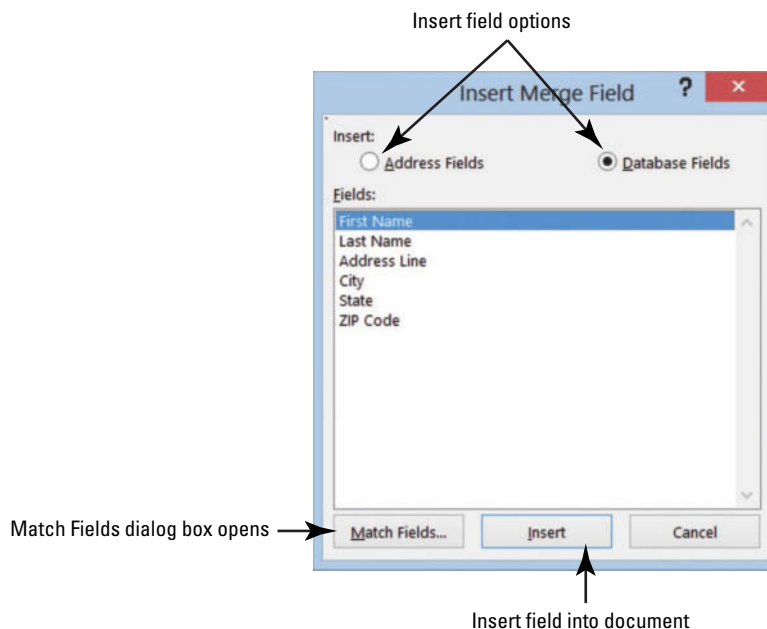 Insert field options
Insert Merge Field
?
×
Insert:
Address Fields
Database Fields
Fields:
First Name
Last Name
Address Line
City
State
ZIP Code
Match Fields dialog box opens
Match Fields...
Insert
Cancel
Insert field into document